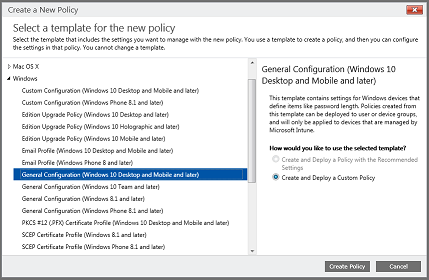 Create a New Policy
Select a template for the new policy
Select the template that includes the settings you want to manage with the new policy. You use a template to create a policy, and then you can configure
the settings in that policy. You cannot change a template.
Mac OS X
Windows
Custom Configuration (Windows 10 Desktop and Mobile and later)
Custom Configuration (Windows Phone 8.1 and later)
Edition Upgrade Policy (Windows 10 Desktop and later)
Edition Upgrade Policy (Windows 10 Holographic and later)
Edition Upgrade Policy (Windows 10 Mobile and later)
Email Profile (Windows 10 Desktop and Mobile and later)
Email Profile (Windows Phone 8 and later)
General Configuration (Windows 10 Desktop and Mobile and later)
General Configuration (Windows 10 Team and later)
General Configuration (Windows 8.1 and later)
General Configuration (Windows Phone 8.1 and later)
PKCS #12 (.PFX) Certificate Profile (Windows 10 Desktop and Mobile and later)
SCEP Certificate Profile (Windows 8.1 and later)
SCEP Certificate Profile (Windows Phone 8.1 and later)
General Configuration (Windows 10
Desktop and Mobile and later)
This template contains settings for Windows devices that
define items like password length. Policies created from
this template can be deployed to user or device groups,
and will only be applied to devices that are managed by
Microsoft Intune.
How would you like to use the selected template?
Create and Deploy a Policy with the Recommended
Settings
Create and Deploy a Custom Policy
Create Policy
Cancel